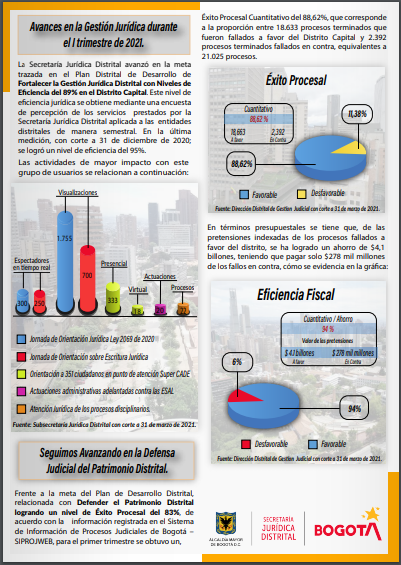 Avances en la Gestión Jurídica durante
el I trimestre de 2021.
La Secretaría Jurídica Distrital avanzó en la meta
trazada en el Plan Distrital de Desarrollo de
Fortalecer la Gestión Jurídica Distrital con Niveles de
Eficiencia del 89% en el Distrito Capital. Este nivel de
eficiencia jurídica se obtiene mediante una encuesta
de percepción de los servicios prestados por la
Secretaría Jurídica Distrital aplicada a las entidades
distritales de manera semestral. En la última
medición, con corte a 31 de diciembre de 2020;
se logró un nivel de eficiencia del 95%.
Las actividades de mayor impacto con este
grupo de usuarios se relacionan a continuación:
Visualizaciones
1.755
Espectadores
en tiempo real
700
Presencial
300
250
333
Virtual
18
Actuaciones
20
Procesos
Jornada de Orientación Jurídica Ley 2069 de 2020
Jornada de Orientación sobre Escritura Jurídica
Orientación a 351 ciudadanos en punto de atención Super CADE
Actuaciones administrativas adelantadas contra las ESAL
Atención Jurídica de los procesos disciplinarios.
Fuente: Subsecretaría Jurídica Distrital con corte a 31 de marzo de 2021.
Seguimos Avanzando en la Defensa
Judicial del Patrimonio Distrital.
Frente a la meta del Plan de Desarrollo Distrital,
relacionada con Defender el Patrimonio Distrital
logrando un nivel de Éxito Procesal del 83%, de
acuerdo con la información registrada en el Sistema
de Información de Procesos Judiciales de Bogotá –
SIPROJWEB, para el primer trimestre se obtuvo un,
Éxito Procesal Cuantitativo del 88,62%, que corresponde
a la proporción entre 18.633 procesos terminados que
fueron fallados a favor del Distrito Capital y 2.392
procesos terminados fallados en contra, equivalentes a
21.025 procesos.
Éxito Procesal
Cuantitativo
88,62 %
18,663 2,392
A favor En Contra
11,38%
88,62%
Favorable Desfavorable
Fuente: Dirección Distrital de Gestion Judicial con corte a 31 de marzo de 2021.
En términos presupuestales se tiene que, de las
pretensiones indexadas de los procesos fallados a
favor del distrito, se ha logrado un ahorro de $4,1
billones, teniendo que pagar solo $278 mil millones
de los fallos en contra, cómo se evidencia en la gráfica:
Eficiencia Fiscal
Cuantitativo / Ahorro
94 %
Valor de las pretensiones
$ 4.1 billones $ 278 mil millones
A favor En Contra
6%
94%
Desfavorable Favorable
Fuente: Dirección Distrital de Gestion Judicial con corte a 31 de marzo de 2021.
ALCALDÍA MAYOR
DE BOGOTÁ D.C.
SECRETARÍA
JURÍDICA
DISTRITAL
BOGOTÁ